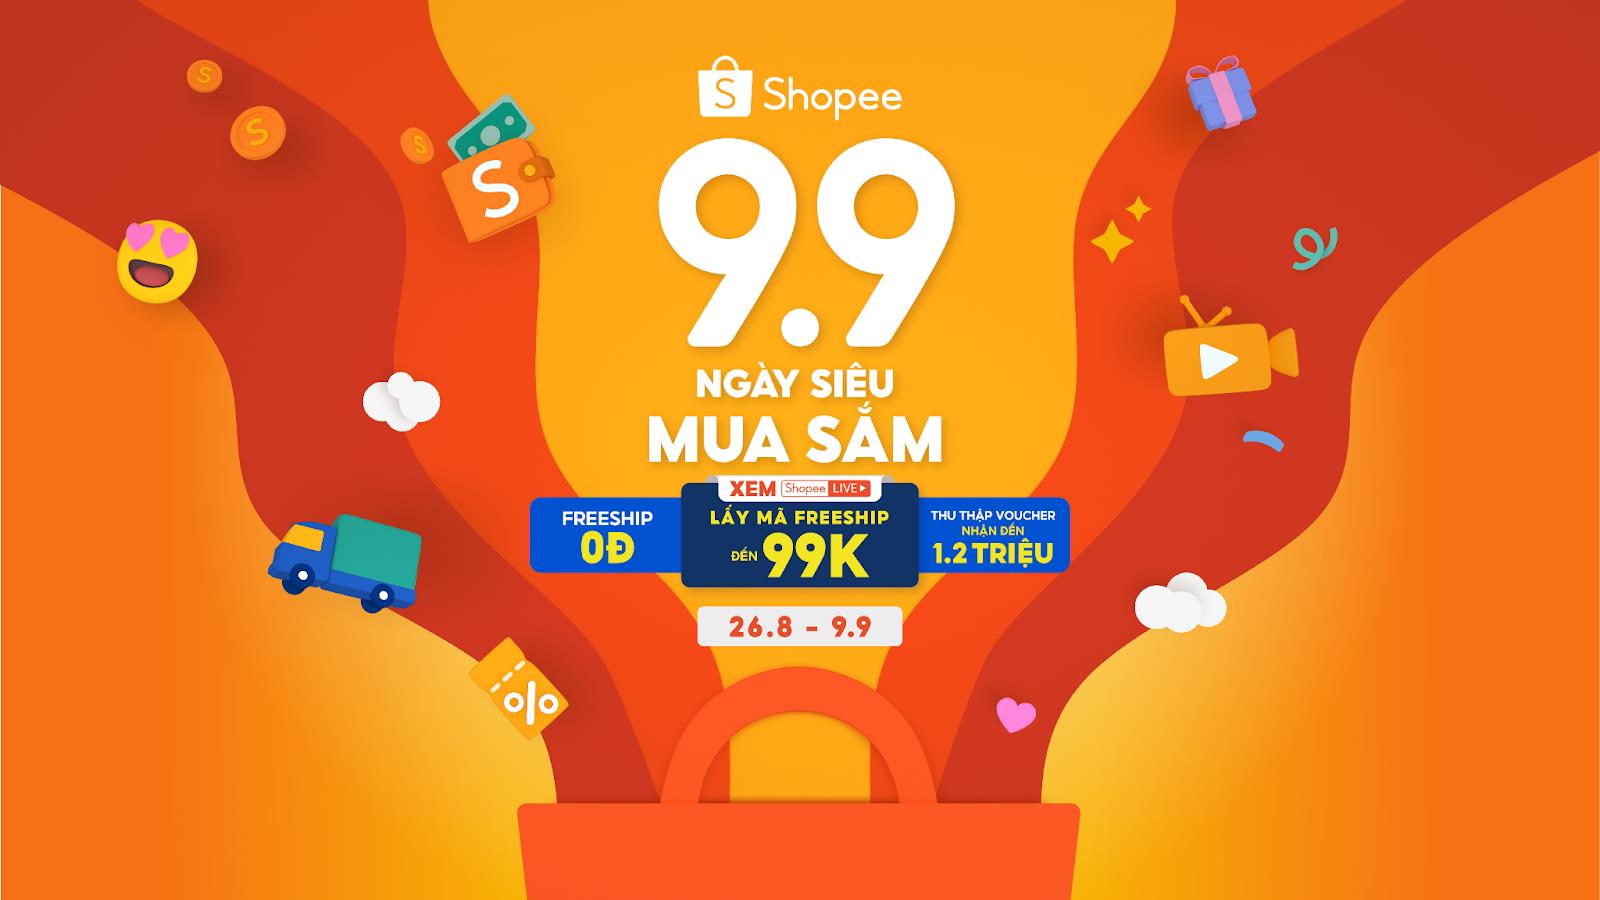 Shopee
9.9
NGÀY SIÊU
MUA SẮM
XEM Shopee LIVE
FREESHIP
0Đ
LẤY MÃ FREESHIP
ĐẾN 99K
THU THẬP VOUCHER
NHẬN ĐẾN
1.2 TRIỆU
26.8 - 9.9